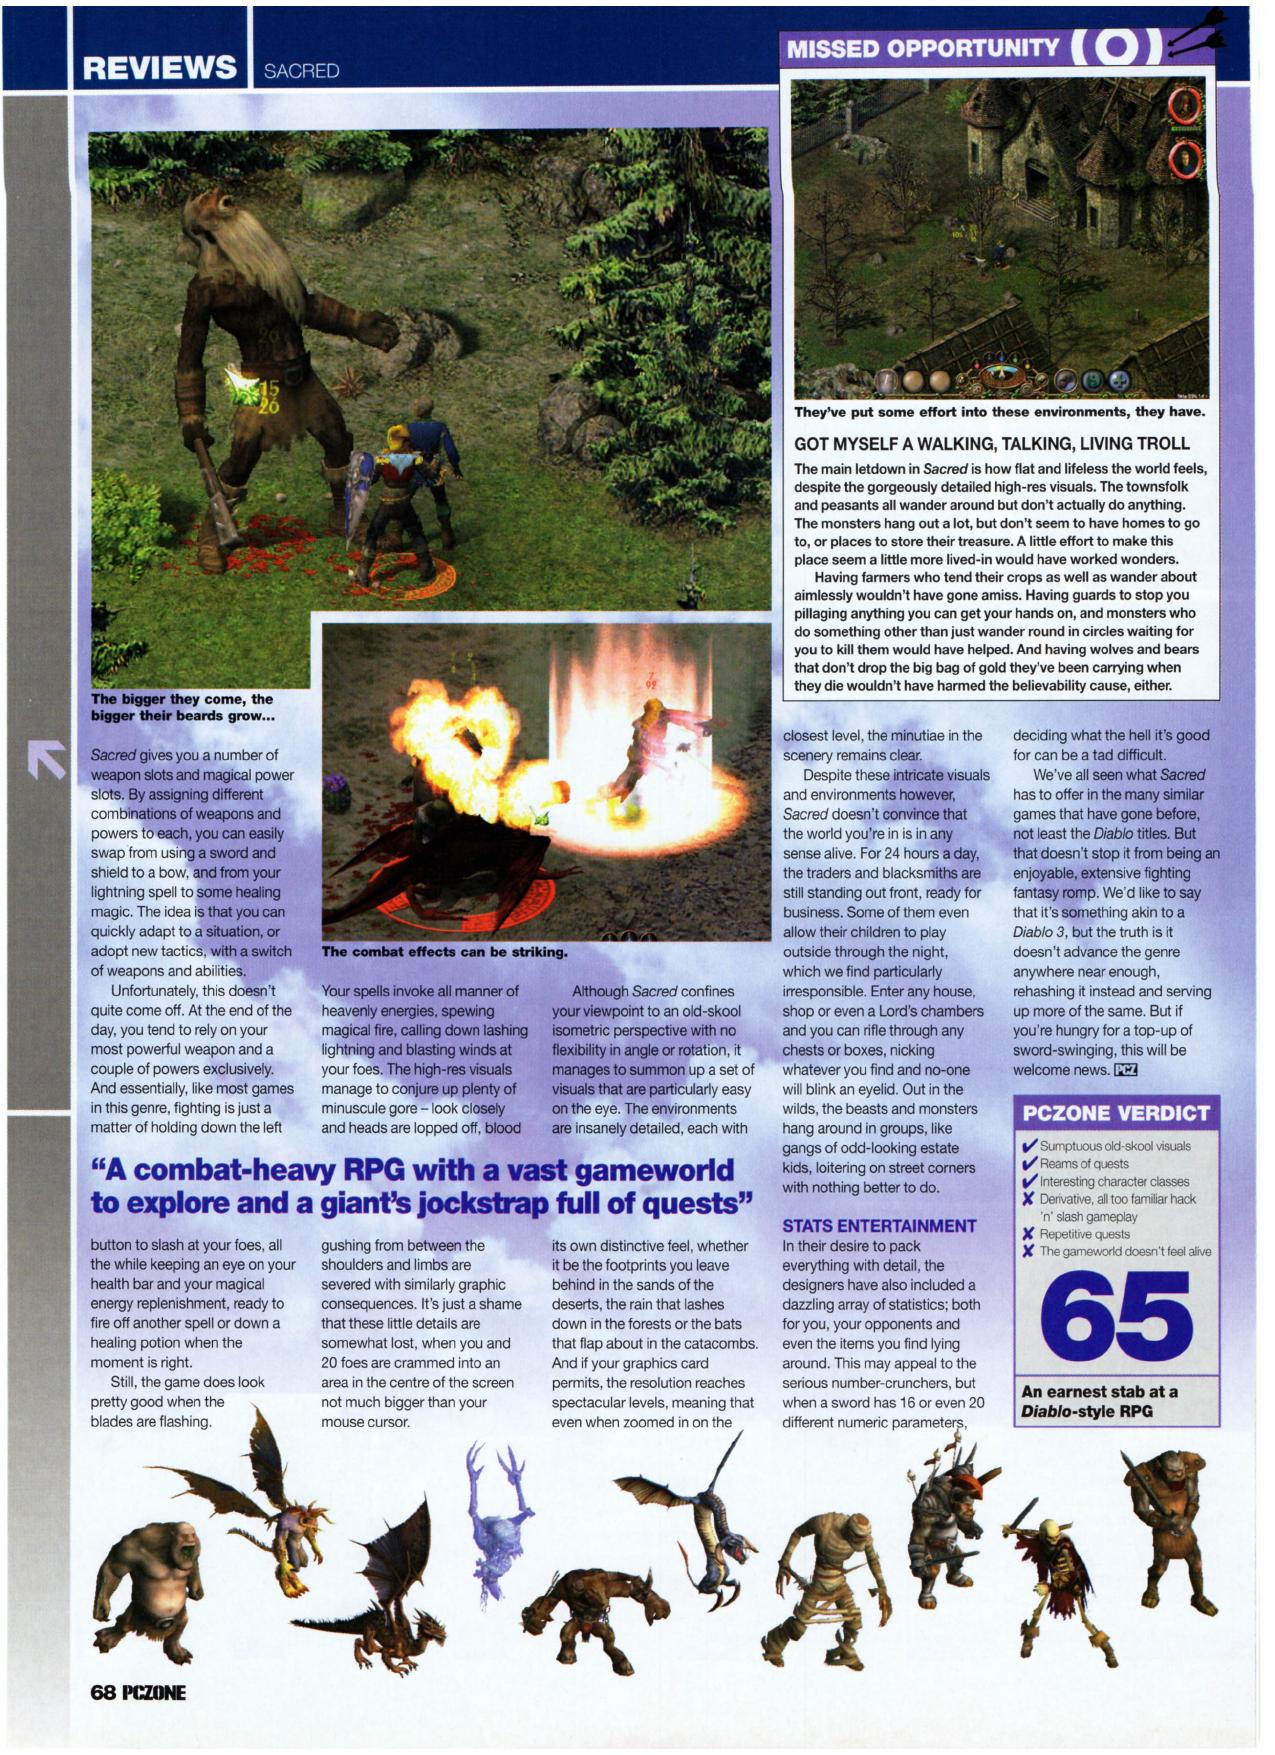 REVIEWS
SACRED
MISSED OPPORTUNITY
They've put some effort into these environments, they have.
GOT MYSELF A WALKING, TALKING, LIVING TROLL
The main letdown in Sacred is how flat and lifeless the world feels,
despite the gorgeously detailed high-res visuals. The townsfolk
and peasants all wander around but don't actually do anything.
The monsters hang out a lot, but don't seem to have homes to go
to, or places to store their treasure. A little effort to make this
place seem a little more lived-in would have worked wonders.
Having farmers who tend their crops as well as wander about
aimlessly wouldn't have gone amiss. Having guards to stop you
pillaging anything you can get your hands on, and monsters who
do something other than just wander round in circles waiting for
you to kill them would have helped. And having wolves and bears
that don't drop the big bag of gold they've been carrying when
they die wouldn't have harmed the believability cause, either.
15
20
The bigger they come, the
bigger their beards grow...
The combat effects can be striking.
Sacred gives you a number of
weapon slots and magical power
slots. By assigning different
combinations of weapons and
powers to each, you can easily
swap from using a sword and
shield to a bow, and from your
lightning spell to some healing
magic. The idea is that you can
quickly adapt to a situation, or
adopt new tactics, with a switch
of weapons and abilities.
Unfortunately, this doesn't
quite come off. At the end of the
day, you tend to rely on your
most powerful weapon and a
couple of powers exclusively.
And essentially, like most games
in this genre, fighting is just a
matter of holding down the left
button to slash at your foes, all
the while keeping an eye on your
health bar and your magical
energy replenishment, ready to
fire off another spell or down a
healing potion when the
moment is right.
Still, the game does look
pretty good when the
blades are flashing.
Your spells invoke all manner of
heavenly energies, spewing
magical fire, calling down lashing
lightning and blasting winds at
your foes. The high-res visuals
manage to conjure up plenty of
minuscule gore – look closely
and heads are lopped off, blood
gushing from between the
shoulders and limbs are
severed with similarly graphic
consequences. It's just a shame
that these little details are
somewhat lost, when you and
20 foes are crammed into an
area in the centre of the screen
not much bigger than your
mouse cursor.
Although Sacred confines
your viewpoint to an old-skool
isometric perspective with no
flexibility in angle or rotation, it
manages to summon up a set of
visuals that are particularly easy
on the eye. The environments
are insanely detailed, each with
its own distinctive feel, whether
it be the footprints you leave
behind in the sands of the
deserts, the rain that lashes
down in the forests or the bats
that flap about in the catacombs.
And if your graphics card
permits, the resolution reaches
spectacular levels, meaning that
even when zoomed in on the
closest level, the minutiae in the
scenery remains clear.
Despite these intricate visuals
and environments however,
Sacred doesn't convince that
the world you're in is in any
sense alive. For 24 hours a day,
the traders and blacksmiths are
still standing out front, ready for
business. Some of them even
allow their children to play
outside through the night,
which we find particularly
irresponsible. Enter any house,
shop or even a Lord's chambers
and you can rifle through any
chests or boxes, nicking
whatever you find and no-one
will blink an eyelid. Out in the
wilds, the beasts and monsters
hang around in groups, like
gangs of odd-looking estate
kids, loitering on street corners
with nothing better to do.
STATS ENTERTAINMENT
In their desire to pack
everything with detail, the
designers have also included a
dazzling array of statistics; both
for you, your opponents and
even the items you find lying
around. This may appeal to the
serious number-crunchers, but
when a sword has 16 or even 20
different numeric parameters,
deciding what the hell it's good
for can be a tad difficult.
We've all seen what Sacred
has to offer in the many similar
games that have gone before,
not least the Diablo titles. But
that doesn't stop it from being an
enjoyable, extensive fighting
fantasy romp. We'd like to say
that it's something akin to a
Diablo 3, but the truth is it
doesn't advance the genre
anywhere near enough,
rehashing it instead and serving
up more of the same. But if
you're hungry for a top-up of
sword-swinging, this will be
welcome news. PCZ
“A combat-heavy RPG with a vast gameworld
to explore and a giant's jockstrap full of quests”
PCZONE VERDICT
✔ Sumptuous old-skool visuals
✔ Reams of quests
✔ Interesting character classes
✘ Derivative, all too familiar hack
'n' slash gameplay
✘ Repetitive quests
✘ The gameworld doesn't feel alive
65
An earnest stab at a
Diablo-style RPG
68 PCZONE